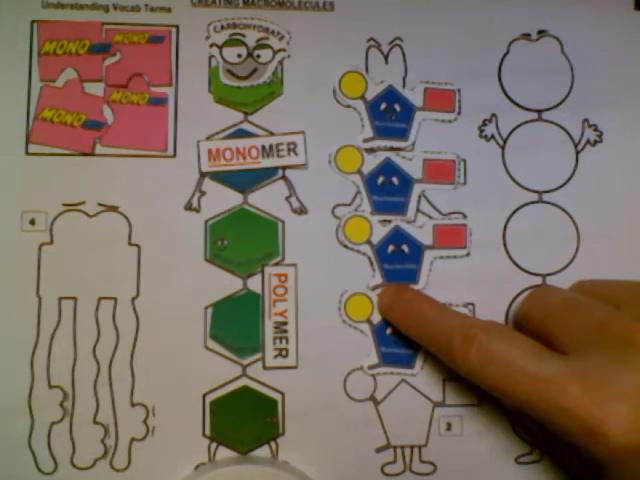 Understanding Vocab Terms
CREATING MACROMOLECULES
MONO
MONO
MONO
MONO
CARBOHYDRATE
MONOMER
POLYMER
4
2